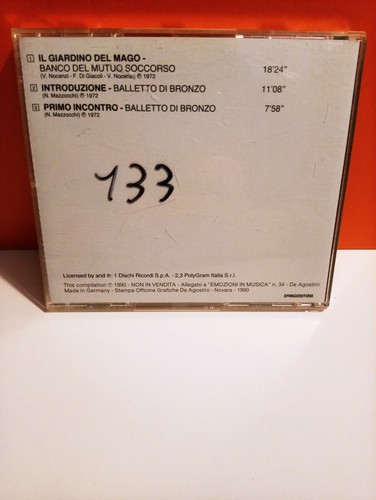 1 IL GIARDINO DEL MAGO -
BANCO DEL MUTUO SOCCORSO 18'24"
(V. Nocenzi - F. Di Giacoli - V. Nocetta) ℗ 1972
2 INTRODUZIONE - BALLETTO DI BRONZO 11'08"
(N. Mazzocchi) ℗ 1972
3 PRIMO INCONTRO - BALLETTO DI BRONZO 7'58"
(N. Mazzocchi) ℗ 1972
133
Licensed by and ℗: 1 Dischi Ricordi S.p.A. - 2,3 PolyGram Italia S.r.l.
This compilation ℗ 1990 - NON IN VENDITA - Allegato a "EMOZIONI IN MUSICA" n. 34 - De Agostini
Made in Germany - Stampa Officine Grafiche De Agostini - Novara - 1990
DEAGOSTINI